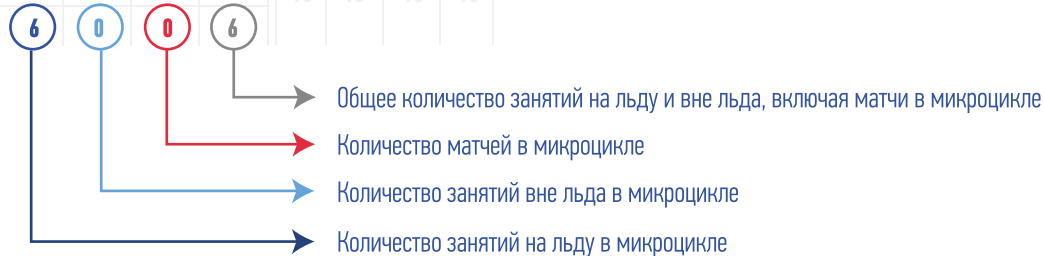 6 0 0 6
Общее количество занятий на льду и вне льда, включая матчи в микроцикле
Количество матчей в микроцикле
Количество занятий вне льда в микроцикле
Количество занятий на льду в микроцикле